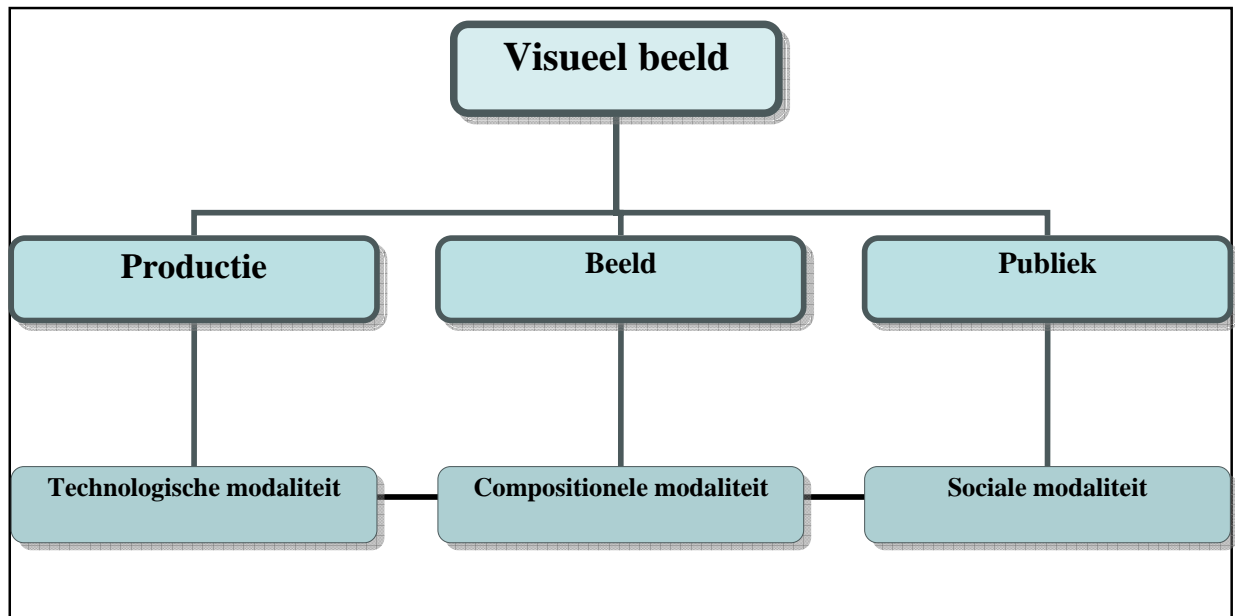 Visueel beeld
Productie
Beeld
Publiek
Technologische modaliteit
Compositionele modaliteit
Sociale modaliteit